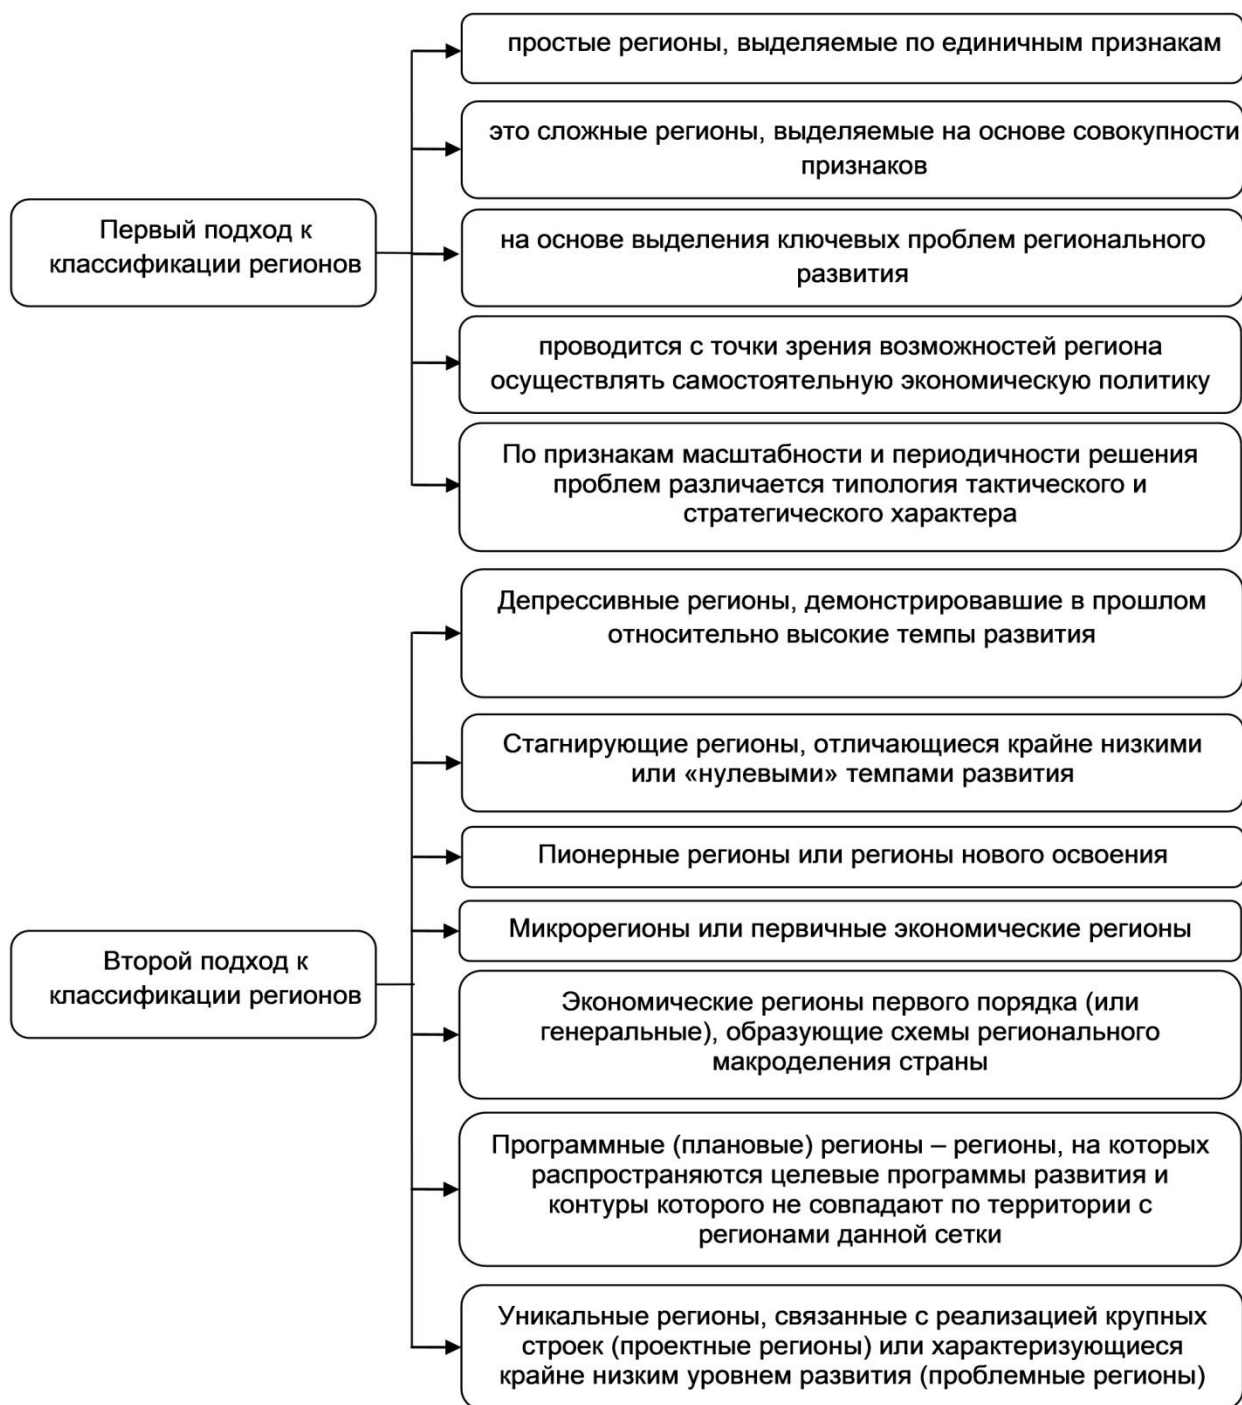 простые регионы, выделяемые по единичным признакам
это сложные регионы, выделяемые на основе совокупности
признаков
Первый подход к
классификации регионов
на основе выделения ключевых проблем регионального
развития
проводится с точки зрения возможностей региона
осуществлять самостоятельную экономическую политику
По признакам масштабности и периодичности решения
проблем различается типология тактического и
стратегического характера
Депрессивные регионы, демонстрировавшие в прошлом
относительно высокие темпы развития
Стагнирующие регионы, отличающиеся крайне низкими
или «нулевыми» темпами развития
Пионерные регионы или регионы нового освоения
Микрорегионы или первичные экономические регионы
Второй подход к
классификации регионов
Экономические регионы первого порядка (или
генеральные), образующие схемы регионального
макроделения страны
Программные (плановые) регионы – регионы, на которых
распространяются целевые программы развития и
контуры которого не совпадают по территории с
регионами данной сетки
Уникальные регионы, связанные с реализацией крупных
строек (проектные регионы) или характеризующиеся
крайне низким уровнем развития (проблемные регионы)